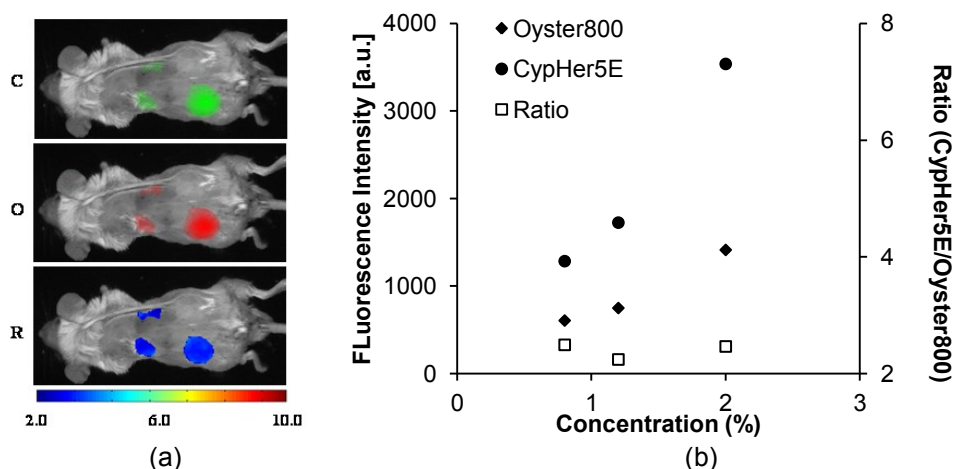 C
O
R
2.0 6.0 10.0
(a)
FLuorescence Intensity [a.u.]
4000
3000
2000
1000
0
Oyster800
CypHer5E
Ratio
8
6
4
2
Ratio (CypHer5E/Oyster800)
0 1 2 3
Concentration (%)
(b)